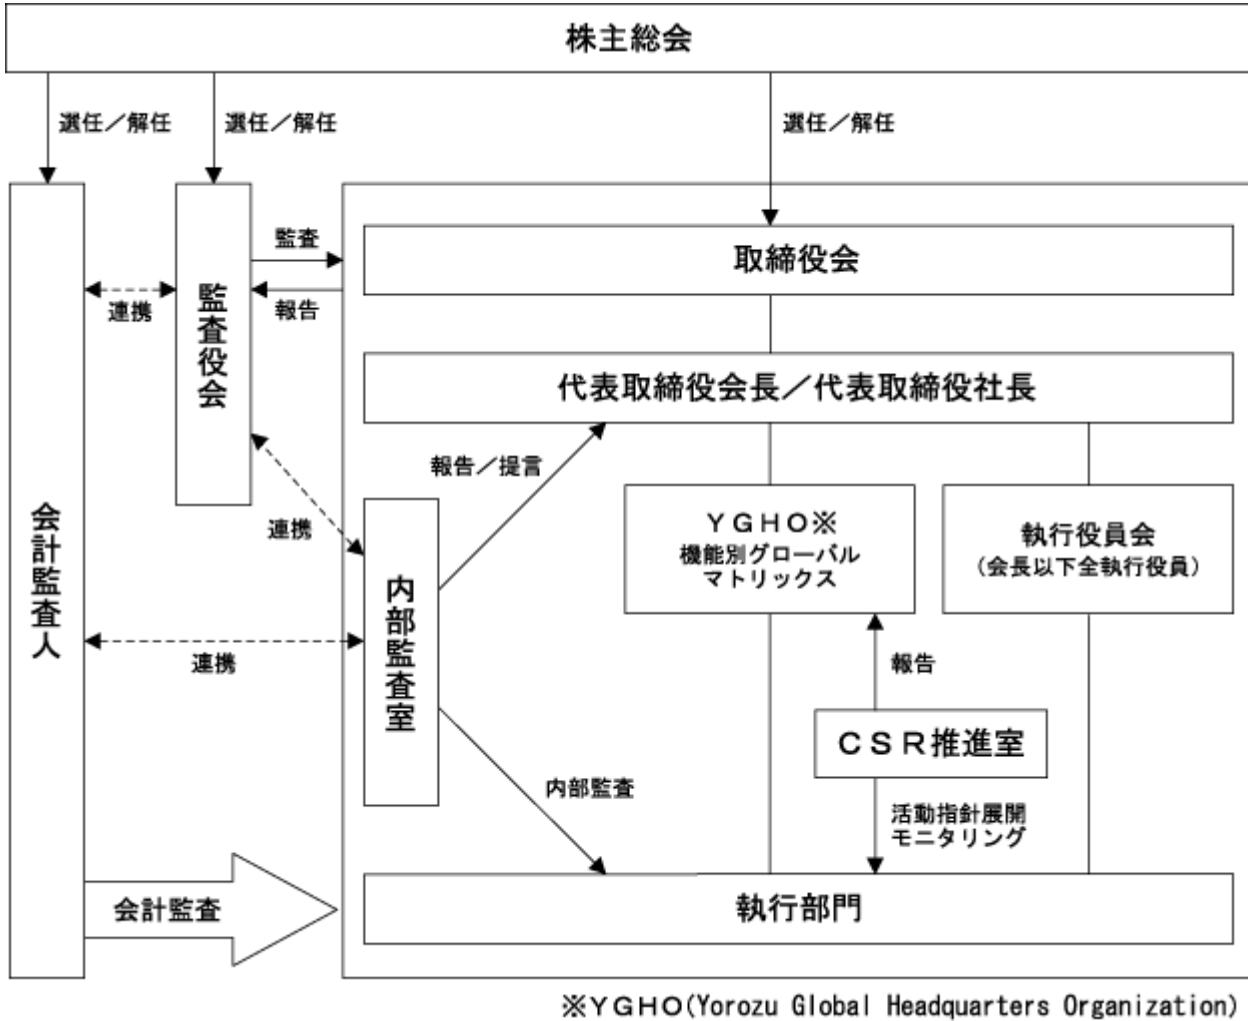 株主総会
選任／解任
選任／解任
選任／解任
取締役会
監査
報告
連携
監査役会
代表取締役会長／代表取締役社長
報告／提言
連携
ＹＧＨＯ※
機能別グローバル
マトリックス
執行役員会
（会長以下全執行役員）
会計監査人
内部監査室
連携
報告
ＣＳＲ推進室
内部監査
活動指針展開
モニタリング
会計監査
執行部門
※ＹＧＨＯ(Yorozu Global Headquarters Organization)